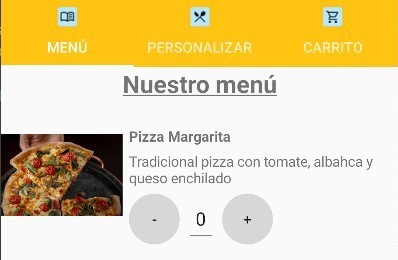 MENÚ PERSONALIZAR CARRITO
Nuestro menú
Pizza Margarita
Tradicional pizza con tomate, albahca y
queso enchilado
- 0 +